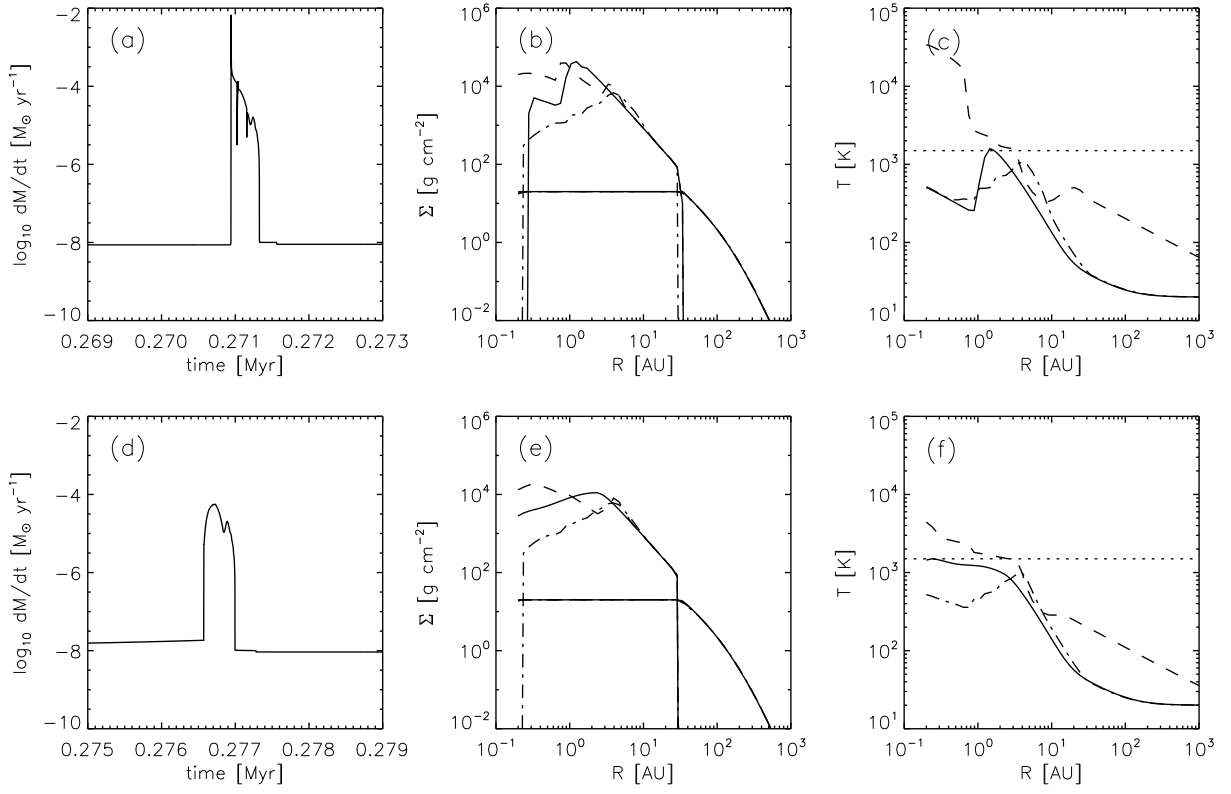 (a)
log₁₀ dM/dt [M⊙ yr⁻¹]
-2
-4
-6
-8
-10
0.269 0.270 0.271 0.272 0.273
time [Myr]
(b)
Σ [g cm⁻²]
10⁶
10⁴
10²
10⁰
10⁻²
10⁻¹ 10⁰ 10¹ 10² 10³
R [AU]
(c)
T [K]
10⁵
10⁴
10³
10²
10¹
10⁻¹ 10⁰ 10¹ 10² 10³
R [AU]
(d)
log₁₀ dM/dt [M⊙ yr⁻¹]
-2
-4
-6
-8
-10
0.275 0.276 0.277 0.278 0.279
time [Myr]
(e)
Σ [g cm⁻²]
10⁶
10⁴
10²
10⁰
10⁻²
10⁻¹ 10⁰ 10¹ 10² 10³
R [AU]
(f)
T [K]
10⁵
10⁴
10³
10²
10¹
10⁻¹ 10⁰ 10¹ 10² 10³
R [AU]